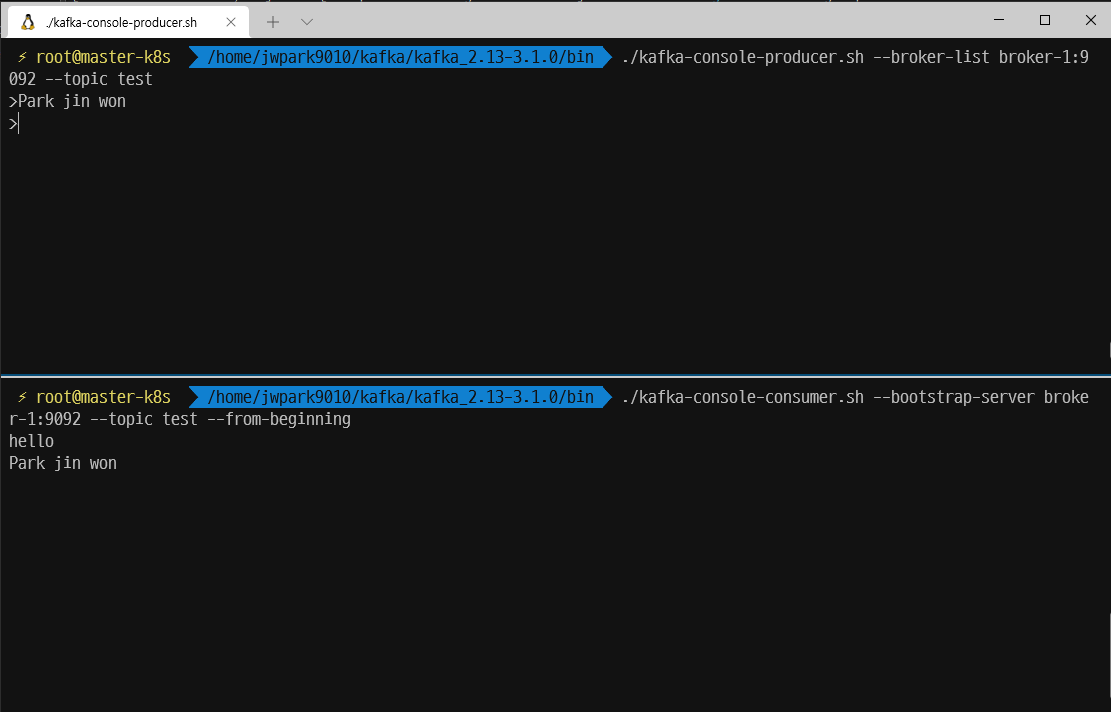 ./kafka-console-producer.sh
⚡ root@master-k8s /home/jwpark9010/kafka/kafka_2.13-3.1.0/bin ./kafka-console-producer.sh --broker-list broker-1:9
092 --topic test
>Park jin won
>
⚡ root@master-k8s /home/jwpark9010/kafka/kafka_2.13-3.1.0/bin ./kafka-console-consumer.sh --bootstrap-server broke
r-1:9092 --topic test --from-beginning
hello
Park jin won